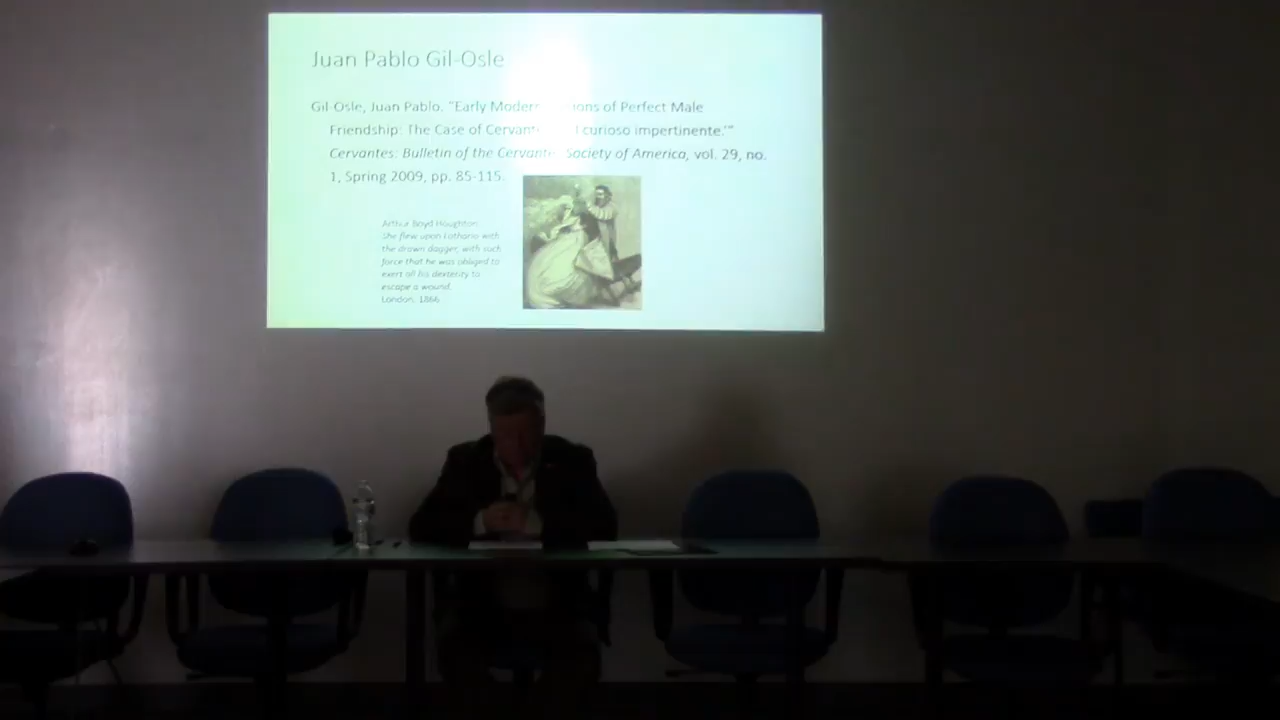 Juan Pablo Gil-Osle
Gil-Osle, Juan Pablo. "Early Modern ions of Perfect Male
Friendship: The Case of Cervant l curioso impertinente.'"
Cervantes: Bulletin of the Cervante Society of America, vol. 29, no.
1, Spring 2009, pp. 85-115.
Arthur Boyd Houghton
She flew upon Lothario with
the drawn dagger, with such
force that he was obliged to
exert all his dexterity to
escape a wound.
London, 1866